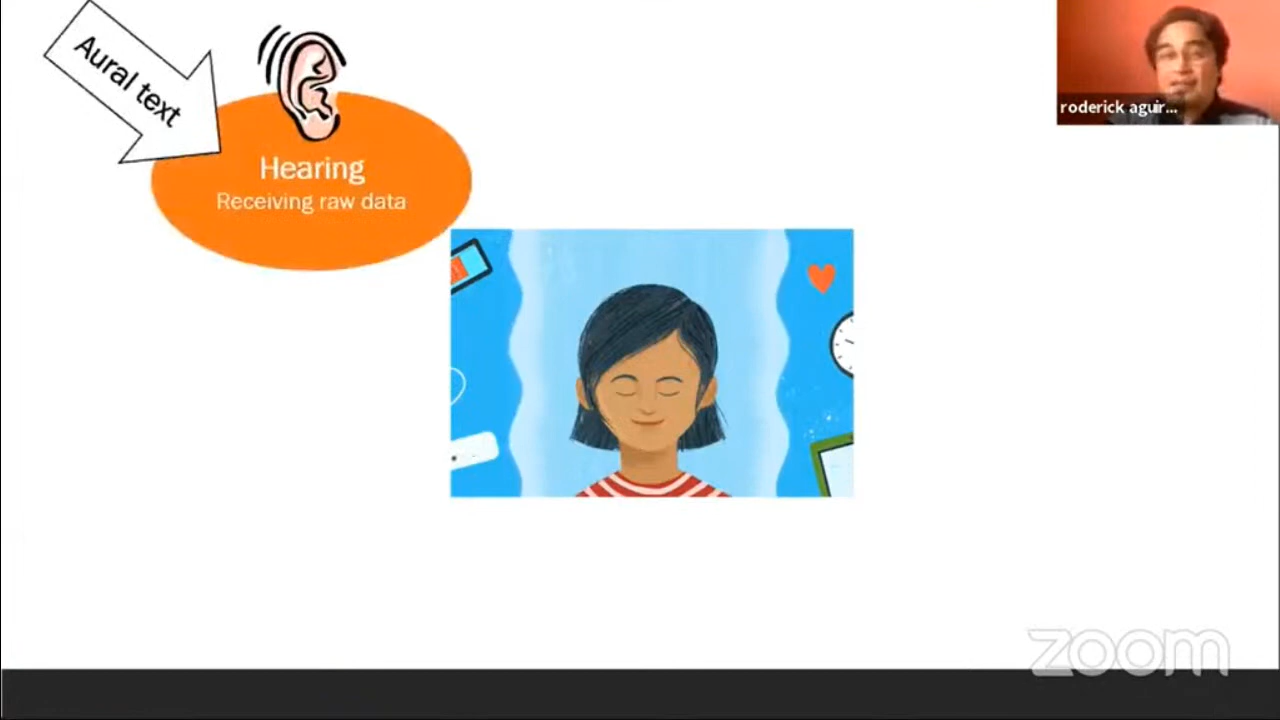 Aural text
Hearing
Receiving raw data
roderick aguir...
zoom